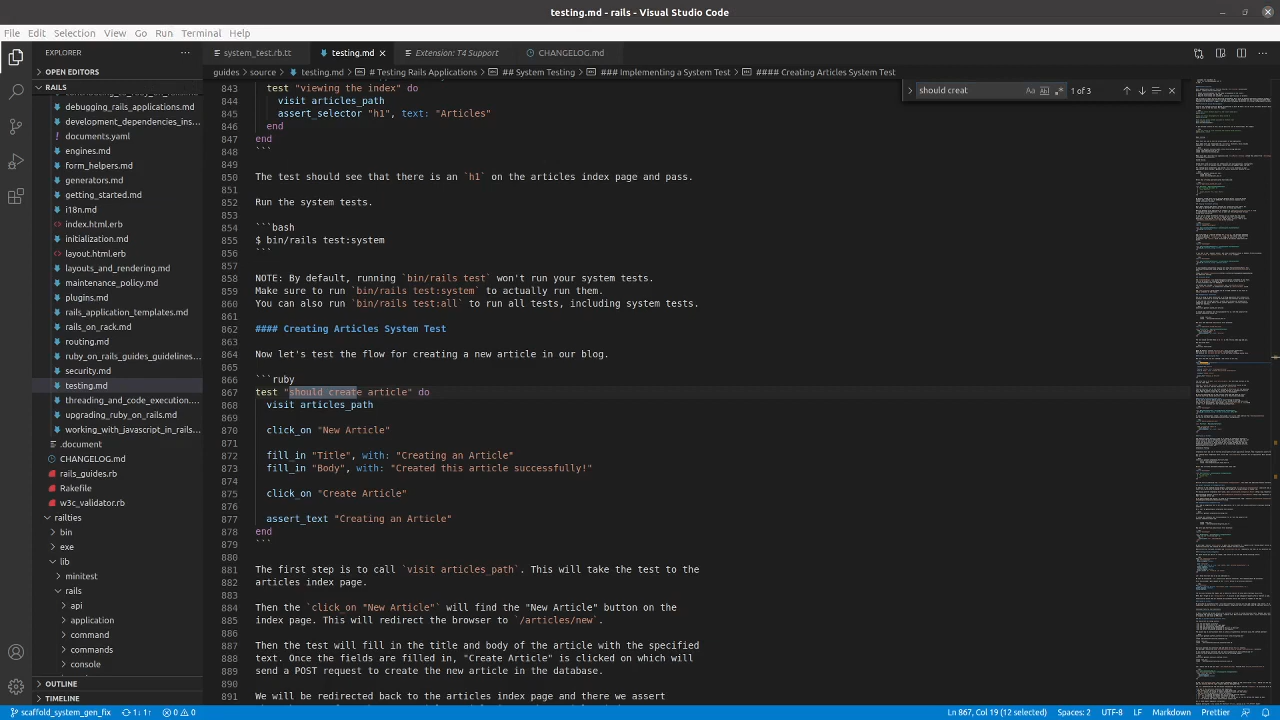 testing.md - rails - Visual Studio Code
File Edit Selection View Go Run Terminal Help
EXPLORER
system_test.rb.tt
testing.md
Extension: T4 Support
CHANGELOG.md
OPEN EDITORS
guides > source > testing.md > # Testing Rails Applications > ## System Testing > ### Implementing a System Test > #### Creating Articles System Test
should creat
Aa
1 of 3
RAILS
debugging_rails_applications.md
development_dependencies_ins...
documents.yaml
engines.md
form_helpers.md
generators.md
getting_started.md
i18n.md
index.html.erb
initialization.md
layout.html.erb
layouts_and_rendering.md
maintenance_policy.md
plugins.md
rails_application_templates.md
rails_on_rack.md
routing.md
ruby_on_rails_guides_guidelines...
security.md
testing.md
threading_and_code_execution....
upgrading_ruby_on_rails.md
working_with_javascript_in_rails...
.document
CHANGELOG.md
rails_guides.rb
Rakefile
w3c_validator.rb
railties
bin
exe
lib
minitest
rails
api
application
command
commands
console
OUTLINE
TIMELINE
843 test "viewing the index" do
844 visit articles_path
845 assert_selector "h1", text: "Articles"
846 end
847 end
848 ```
849
850 The test should see that there is an `h1` on the articles index page and pass.
851
852 Run the system tests.
853
854 ```bash
855 $ bin/rails test:system
856 ```
857
858 NOTE: By default, running `bin/rails test` won't run your system tests.
859 Make sure to run `bin/rails test:system` to actually run them.
860 You can also run `bin/rails test:all` to run all tests, including system tests.
861
862 #### Creating Articles System Test
863
864 Now let's test the flow for creating a new article in our blog.
865
866 ```ruby
867 test "should create article" do
868 visit articles_path
869
870 click_on "New Article"
871
872 fill_in "Title", with: "Creating an Article"
873 fill_in "Body", with: "Created this article successfully!"
874
875 click_on "Create Article"
876
877 assert_text "Creating an Article"
878 end
879 ```
880
881 The first step is to call `visit articles_path`. This will take the test to the
882 articles index page.
883
884 Then the `click_on "New Article"` will find the "New Article" button on the
885 index page. This will redirect the browser to `/articles/new`.
886
887 Then the test will fill in the title and body of the article with the specified
888 text. Once the fields are filled in, "Create Article" is clicked on which will
889 send a POST request to create the new article in the database.
890
891 We will be redirected back to the articles index page and there we assert
scaffold_system_gen_fix
1↓ 1↑
0 0
Ln 867, Col 19 (12 selected)
Spaces: 2
UTF-8
LF
Markdown
Prettier